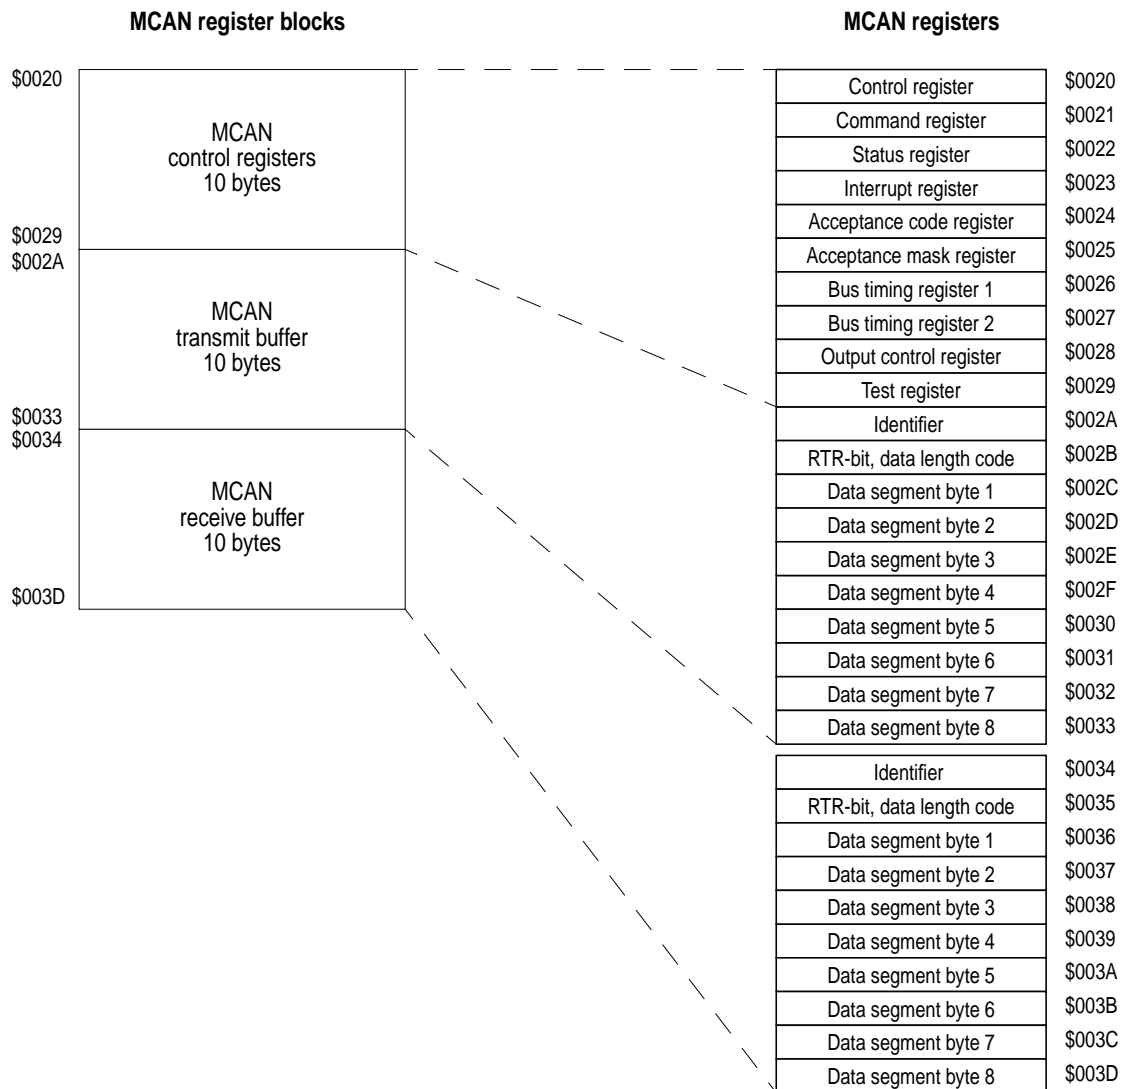 MCAN register blocks
$0020
MCAN
control registers
10 bytes
$0029
$002A
MCAN
transmit buffer
10 bytes
$0033
$0034
MCAN
receive buffer
10 bytes
$003D
MCAN registers
Control register $0020
Command register $0021
Status register $0022
Interrupt register $0023
Acceptance code register $0024
Acceptance mask register $0025
Bus timing register 1 $0026
Bus timing register 2 $0027
Output control register $0028
Test register $0029
Identifier $002A
RTR-bit, data length code $002B
Data segment byte 1 $002C
Data segment byte 2 $002D
Data segment byte 3 $002E
Data segment byte 4 $002F
Data segment byte 5 $0030
Data segment byte 6 $0031
Data segment byte 7 $0032
Data segment byte 8 $0033
Identifier $0034
RTR-bit, data length code $0035
Data segment byte 1 $0036
Data segment byte 2 $0037
Data segment byte 3 $0038
Data segment byte 4 $0039
Data segment byte 5 $003A
Data segment byte 6 $003B
Data segment byte 7 $003C
Data segment byte 8 $003D